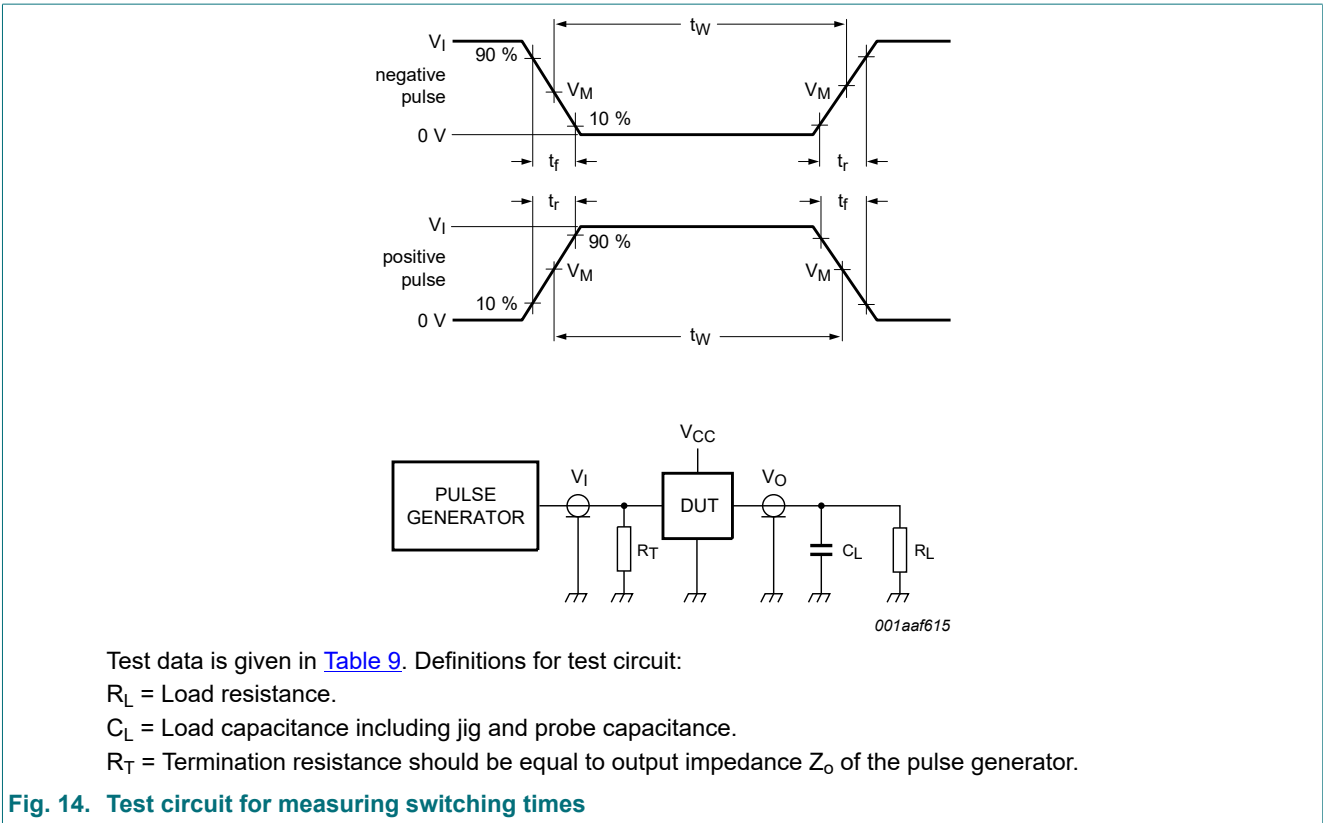 tW
VI
90 %
negative
pulse
VM
VM
10 %
0 V
tf
tr
tr
tf
VI
90 %
positive
pulse
VM
VM
10 %
0 V
tW
VCC
PULSE
GENERATOR
VI
DUT
VO
RT
CL
RL
001aaf615
Test data is given in Table 9. Definitions for test circuit:
RL = Load resistance.
CL = Load capacitance including jig and probe capacitance.
RT = Termination resistance should be equal to output impedance Zo of the pulse generator.
Fig. 14. Test circuit for measuring switching times